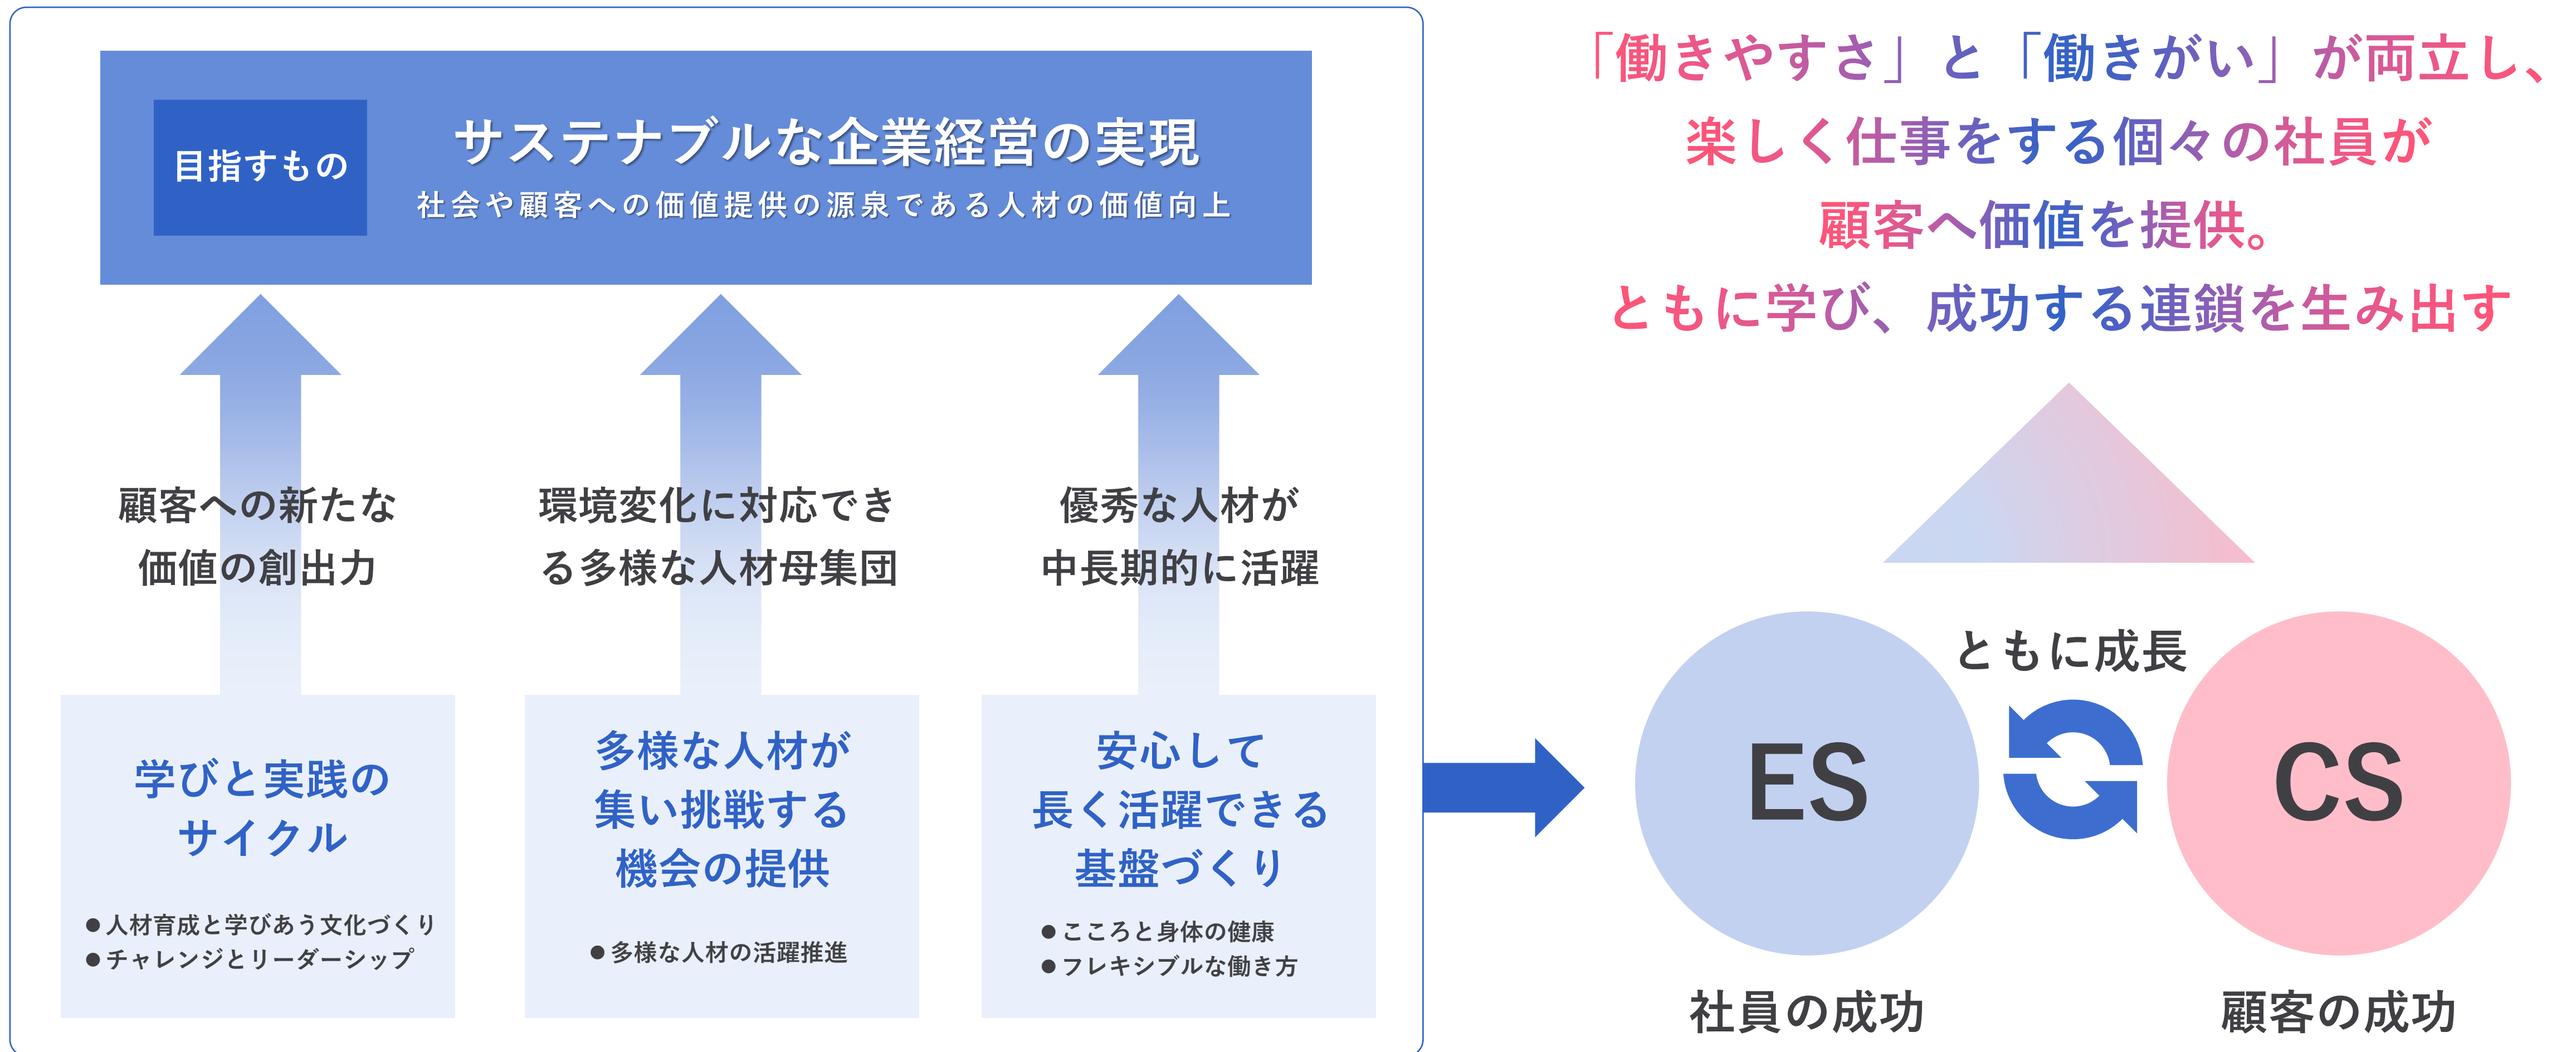 目指すもの
サステナブルな企業経営の実現
社会や顧客への価値提供の源泉である人材の価値向上
顧客への新たな
価値の創出力
環境変化に対応でき
る多様な人材母集団
優秀な人材が
中長期的に活躍
学びと実践の
サイクル
●人材育成と学びあう文化づくり
●チャレンジとリーダーシップ
多様な人材が
集い挑戦する
機会の提供
●多様な人材の活躍推進
安心して
長く活躍できる
基盤づくり
●こころと身体の健康
●フレキシブルな働き方
「働きやすさ」と「働きがい」が両立し、
楽しく仕事をする個々の社員が
顧客へ価値を提供。
ともに学び、成功する連鎖を生み出す
ともに成長
ES
CS
社員の成功
顧客の成功